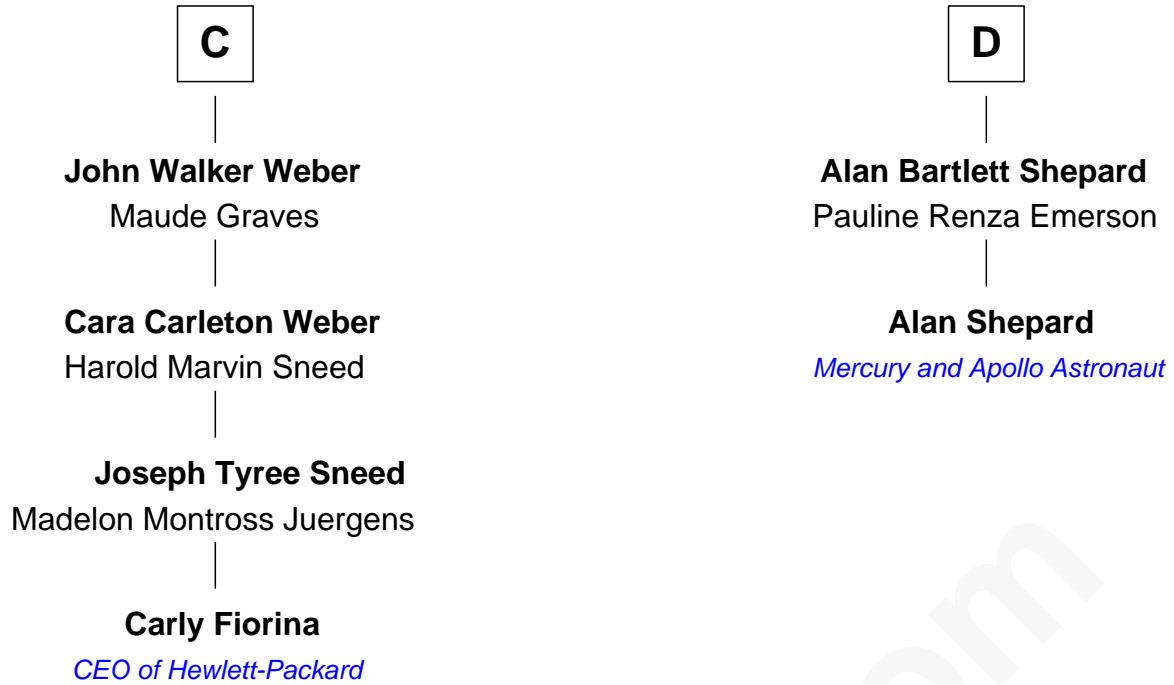 C
John Walker Weber
Maude Graves
Cara Carleton Weber
Harold Marvin Sneed
Joseph Tyree Sneed
Madelon Montross Juergens
Carly Fiorina
CEO of Hewlett-Packard
D
Alan Bartlett Shepard
Pauline Renza Emerson
Alan Shepard
Mercury and Apollo Astronaut
om